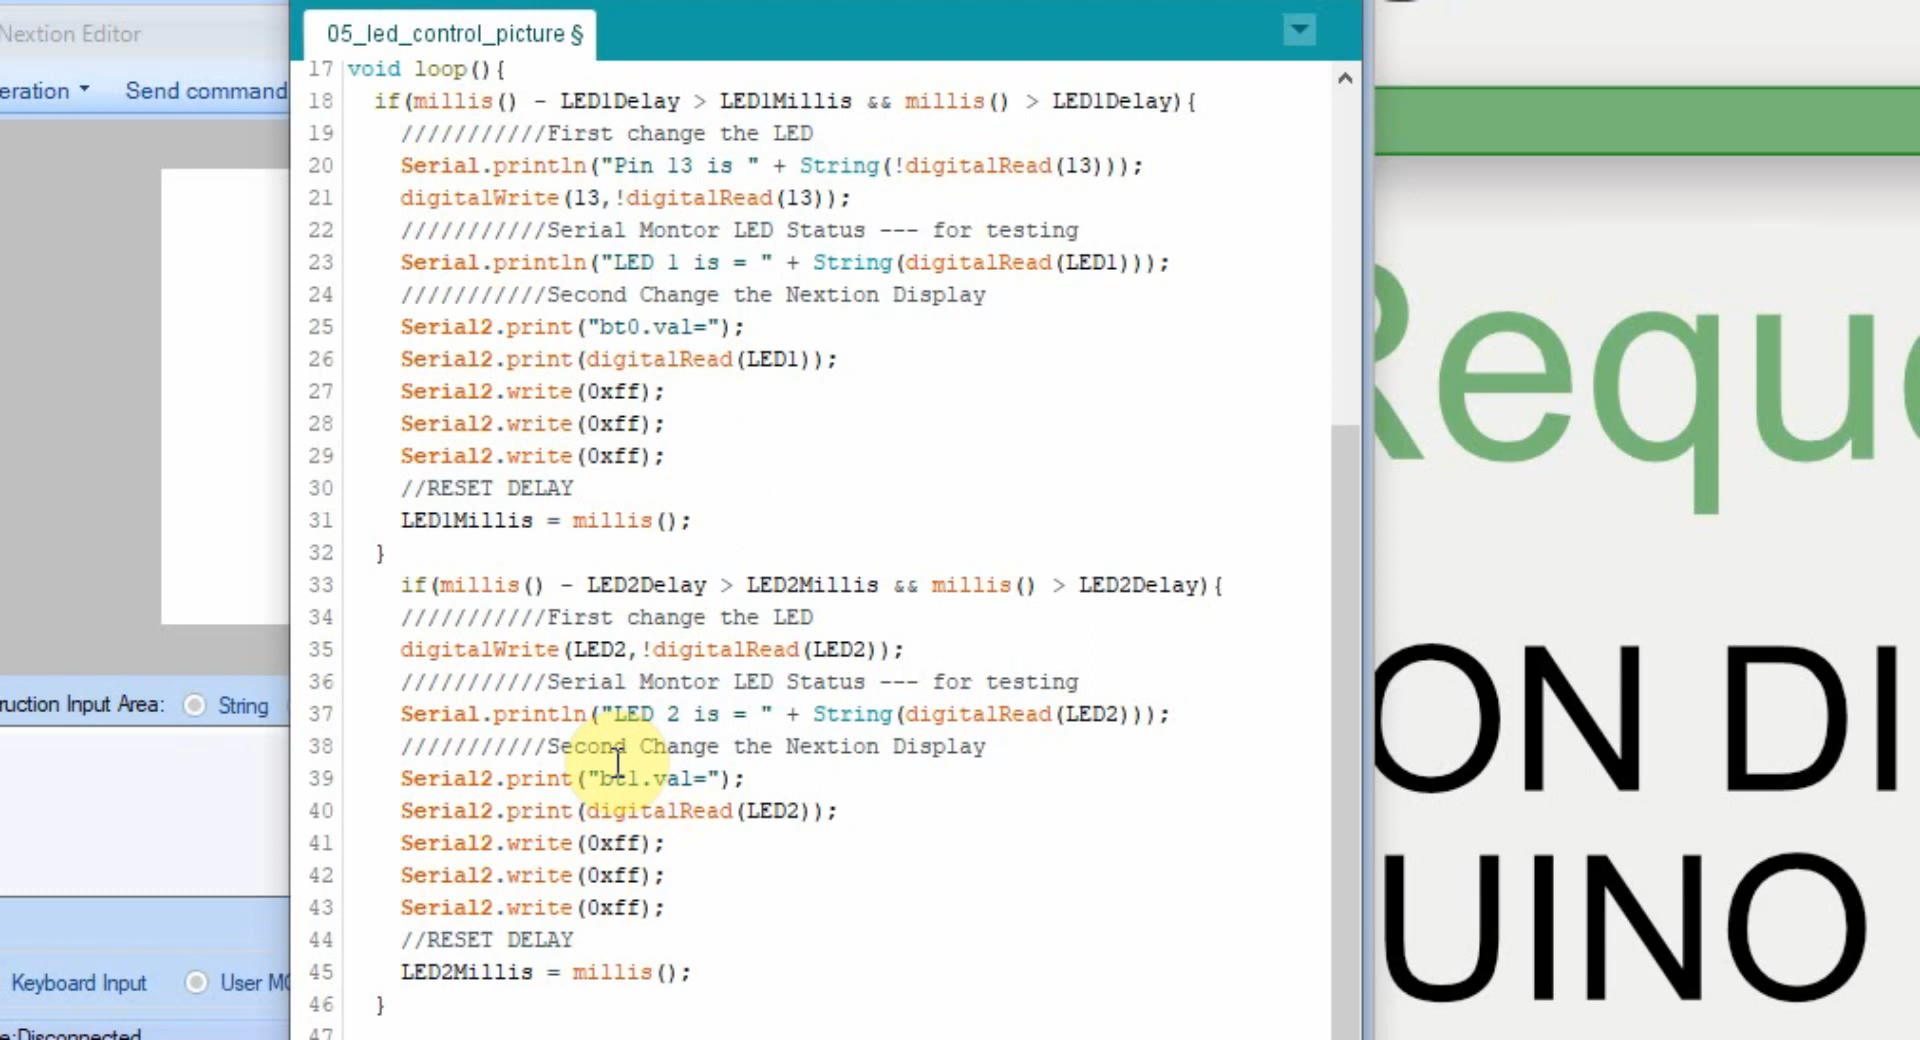 Nextion Editor
eration
Send command
ruction Input Area:
String
Keyboard Input
e:Disconnected
05_led_control_picture §
17 void loop(){
18 if(millis() - LED1Delay > LED1Millis && millis() > LED1Delay){
19 ///////////First change the LED
20 Serial.println("Pin 13 is " + String(!digitalRead(13)));
21 digitalWrite(13,!digitalRead(13));
22 ///////////Serial Montor LED Status --- for testing
23 Serial.println("LED 1 is = " + String(digitalRead(LED1)));
24 ///////////Second Change the Nextion Display
25 Serial2.print("bt0.val=");
26 Serial2.print(digitalRead(LED1));
27 Serial2.write(0xff);
28 Serial2.write(0xff);
29 Serial2.write(0xff);
30 //RESET DELAY
31 LED1Millis = millis();
32 }
33 if(millis() - LED2Delay > LED2Millis && millis() > LED2Delay){
34 ///////////First change the LED
35 digitalWrite(LED2,!digitalRead(LED2));
36 ///////////Serial Montor LED Status --- for testing
37 Serial.println("LED 2 is = " + String(digitalRead(LED2)));
38 ///////////Second Change the Nextion Display
39 Serial2.print("bt1.val=");
40 Serial2.print(digitalRead(LED2));
41 Serial2.write(0xff);
42 Serial2.write(0xff);
43 Serial2.write(0xff);
44 //RESET DELAY
45 LED2Millis = millis();
46 }
47
Requ
ON DI
UINO